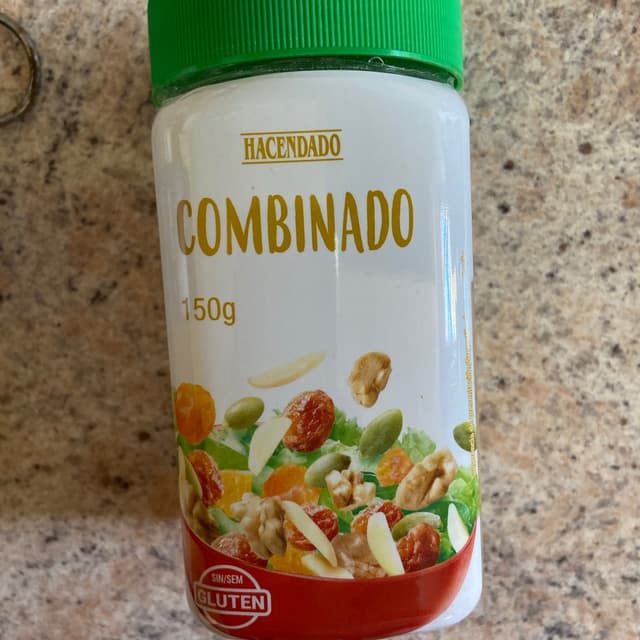 HACENDADO
COMBINADO
150g
SIN/SEM
GLUTEN